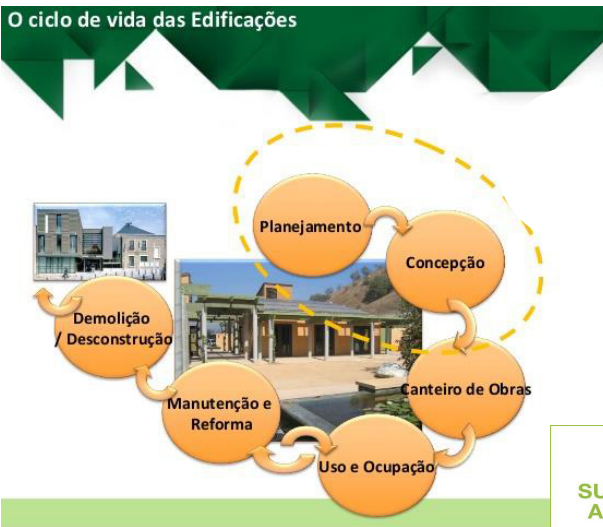 O ciclo de vida das Edificações
Planejamento
Concepção
Canteiro de Obras
Uso e Ocupação
Manutenção e
Reforma
Demolição
/ Desconstrução
SU
A